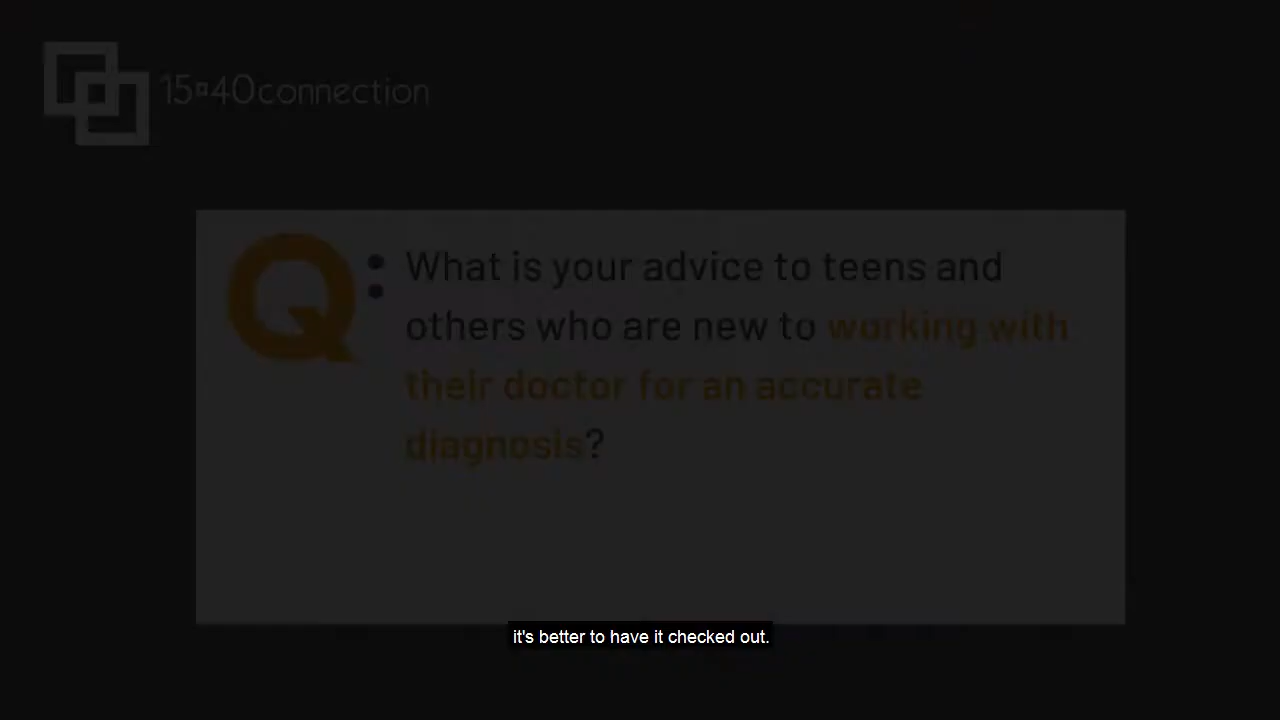 15-40connection
Q: What is your advice to teens and
others who are new to working with
their doctor for an accurate
diagnosis?
it's better to have it checked out.